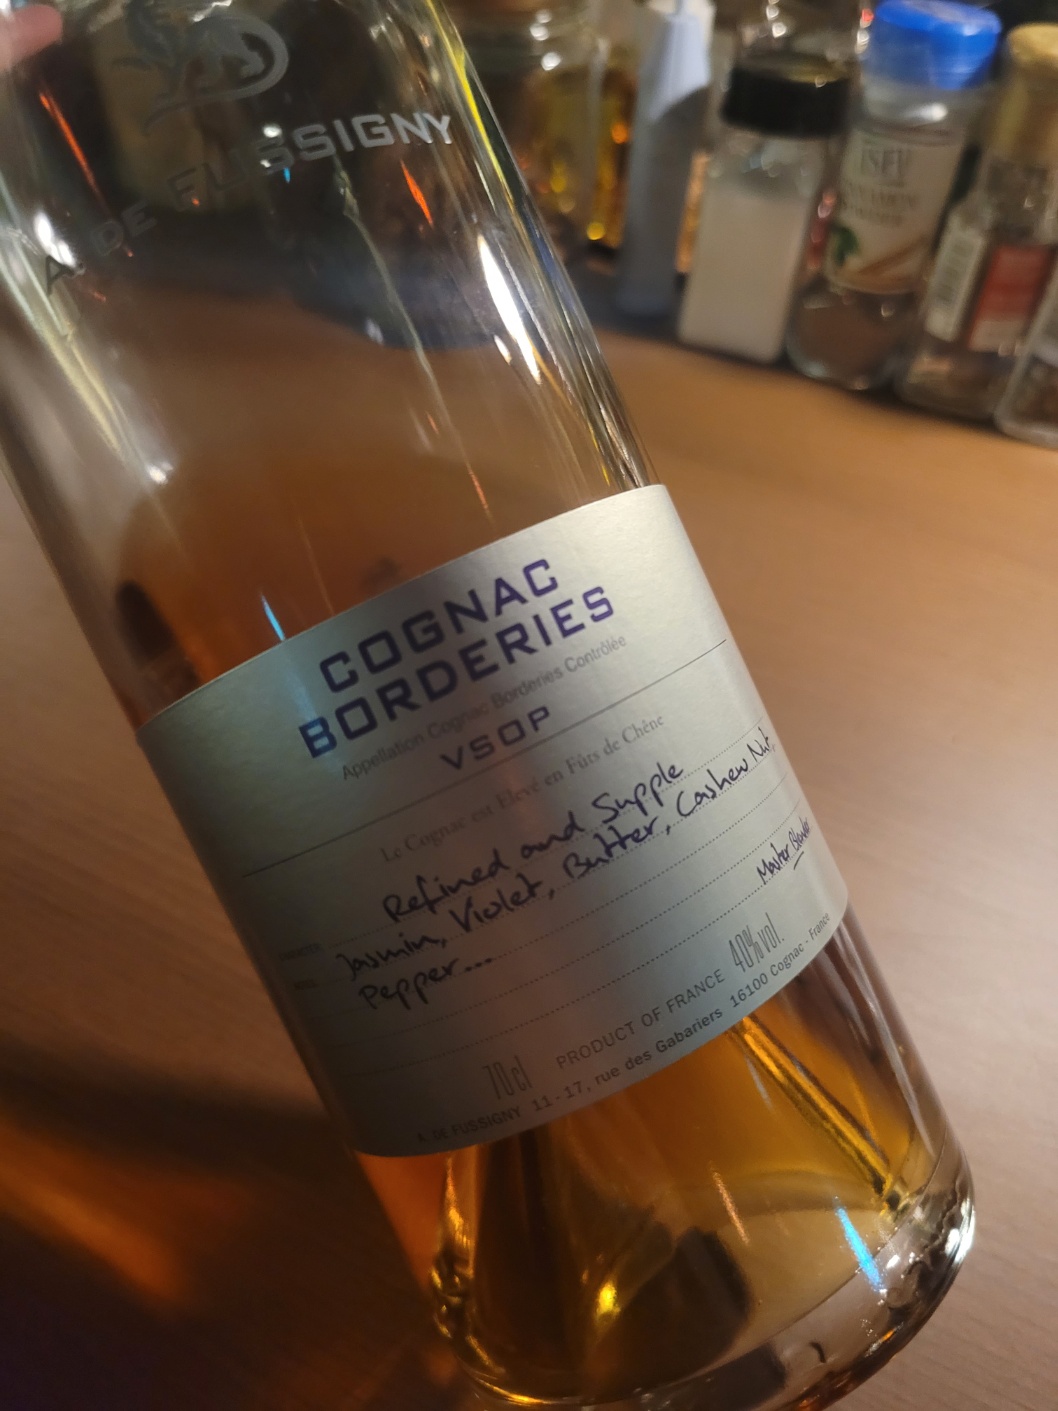 A. DE FUSSIGNY
COGNAC
BORDERIES
Appellation Cognac Borderies Contrôlée
VSOP
Le Cognac est Elevé en Fûts de Chêne
Refined and Supple
Jasmin, Violet, Butter, Cashew Nut,
Pepper...
Master Blender
70cl PRODUCT OF FRANCE 40%vol.
A. DE FUSSIGNY 11-17, rue des Gabariers 16100 Cognac - France